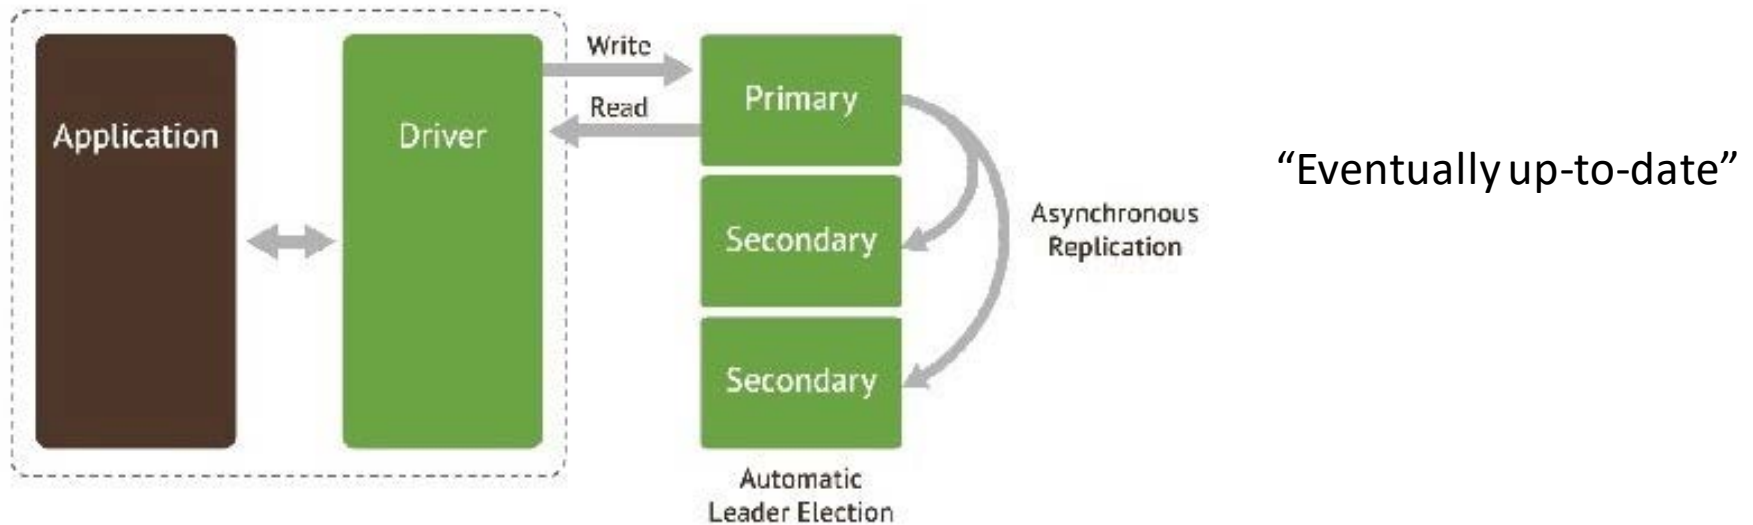 Application
Driver
Write
Read
Primary
Secondary
Secondary
Asynchronous
Replication
Automatic
Leader Election
“Eventually up-to-date”